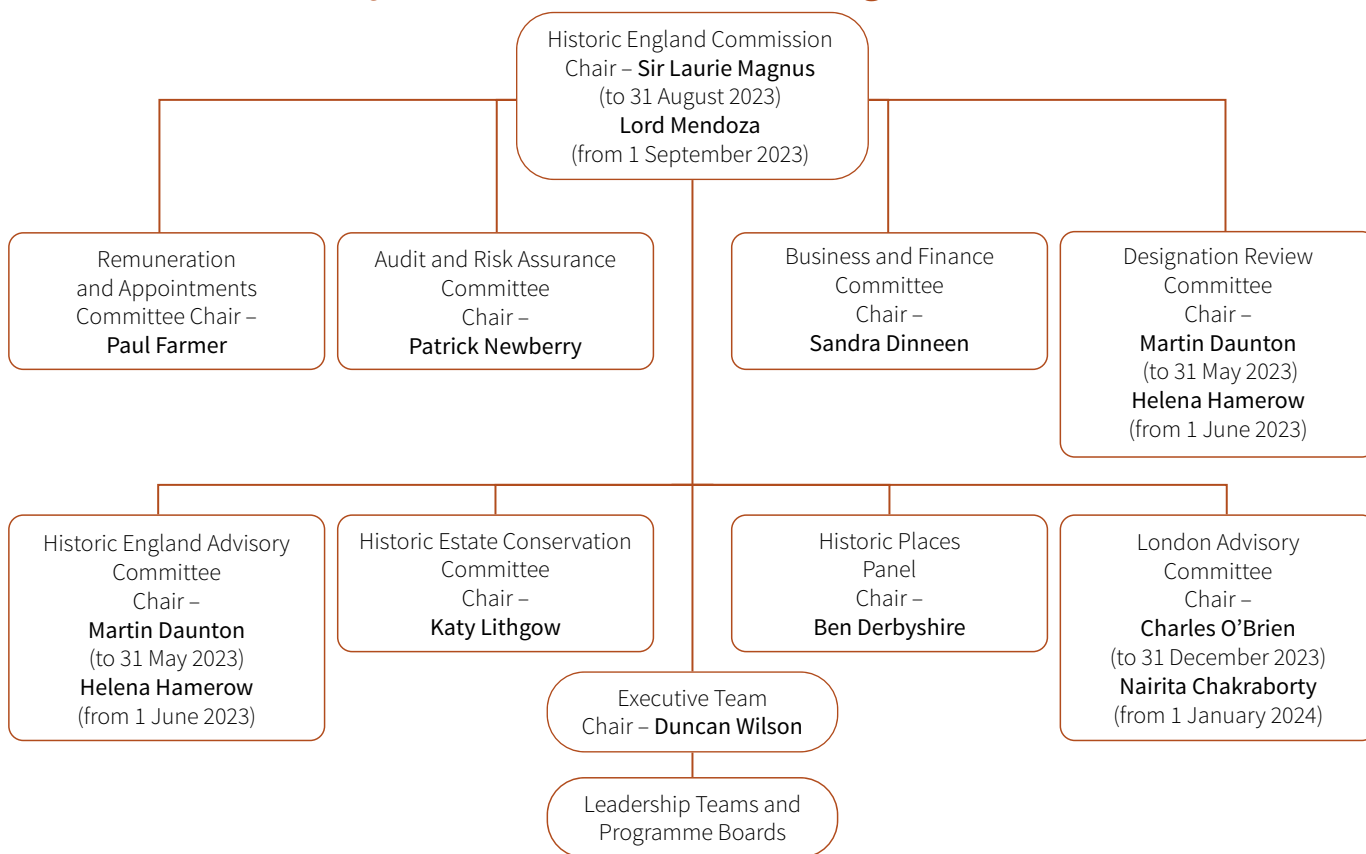 Historic England Commission
Chair – Sir Laurie Magnus
(to 31 August 2023)
Lord Mendoza
(from 1 September 2023)
Remuneration
and Appointments
Committee Chair –
Paul Farmer
Audit and Risk Assurance
Committee
Chair –
Patrick Newberry
Business and Finance
Committee
Chair –
Sandra Dinneen
Designation Review
Committee
Chair –
Martin Daunton
(to 31 May 2023)
Helena Hamerow
(from 1 June 2023)
Historic England Advisory
Committee
Chair –
Martin Daunton
(to 31 May 2023)
Helena Hamerow
(from 1 June 2023)
Historic Estate Conservation
Committee
Chair –
Katy Lithgow
Historic Places
Panel
Chair –
Ben Derbyshire
London Advisory
Committee
Chair –
Charles O'Brien
(to 31 December 2023)
Nairita Chakraborty
(from 1 January 2024)
Executive Team
Chair – Duncan Wilson
Leadership Teams and
Programme Boards